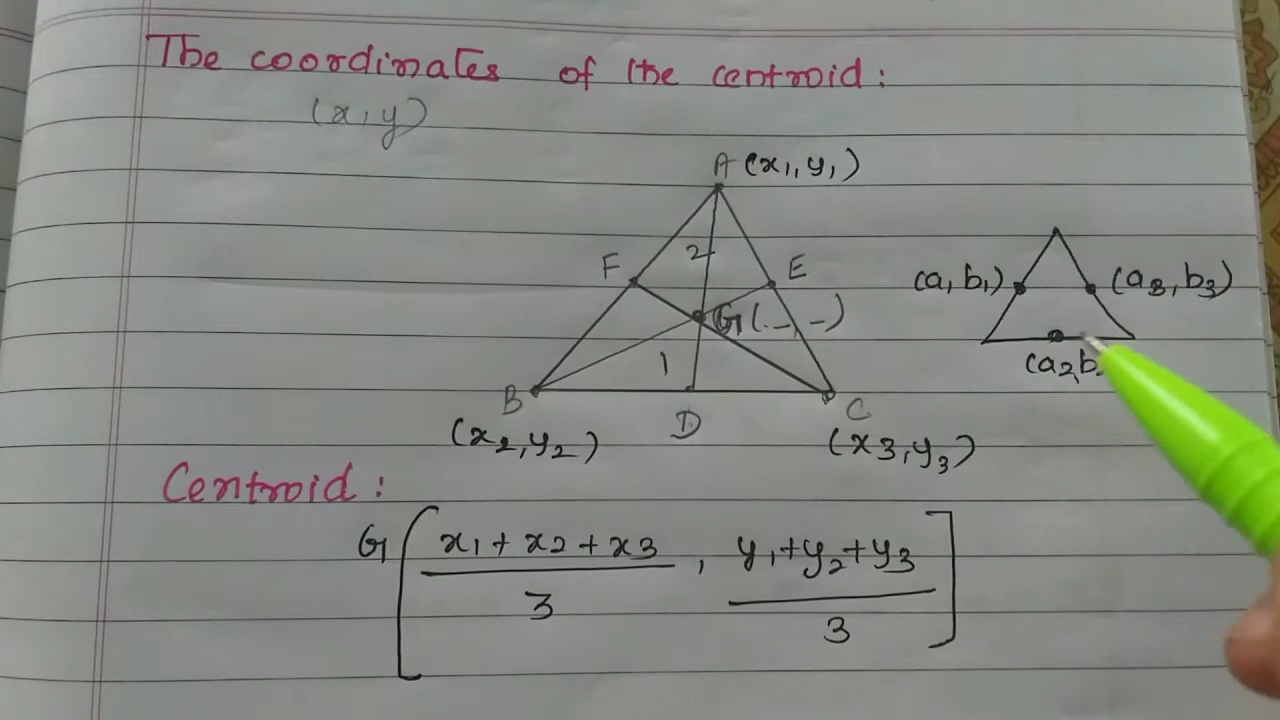 The coordinates of the centroid:
(x, y)
A (x₁, y₁)
2
F
E
G(-, -)
1
B
D
C
(x₂, y₂)
(x₃, y₃)
(a, b₁)
(a₃, b₃)
(a₂, b
Centroid:
G [ x₁ + x₂ + x₃ / 3 , y₁ + y₂ + y₃ / 3 ]